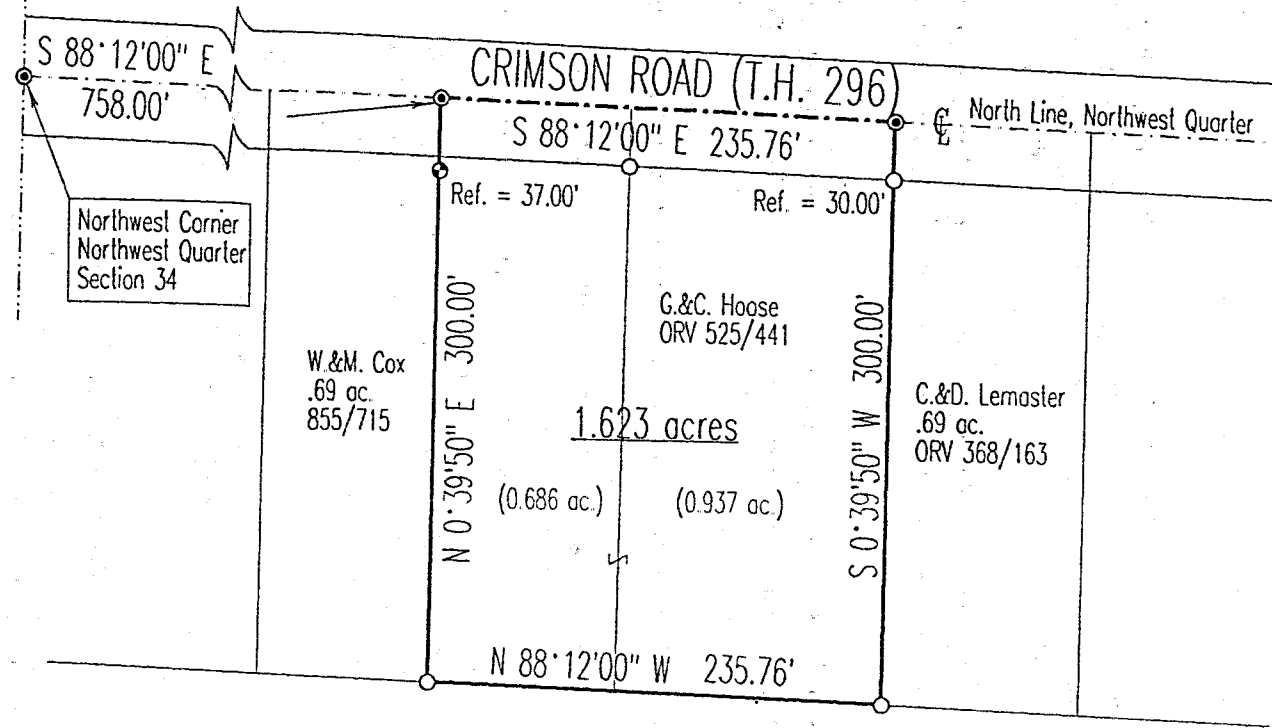 S 88°12'00" E
758.00'
CRIMSON ROAD (T.H. 296)
S 88°12'00" E 235.76'
℄ North Line, Northwest Quarter
Ref. = 37.00'
Ref. = 30.00'
Northwest Corner
Northwest Quarter
Section 34
G.&C. Hoose
ORV 525/441
W.&M. Cox
.69 ac.
855/715
N 0°39'50" E 300.00'
1.623 acres
(0.686 ac.)
(0.937 ac.)
S 0°39'50" W 300.00'
C.&D. Lemaster
.69 ac.
ORV 368/163
N 88°12'00" W 235.76'